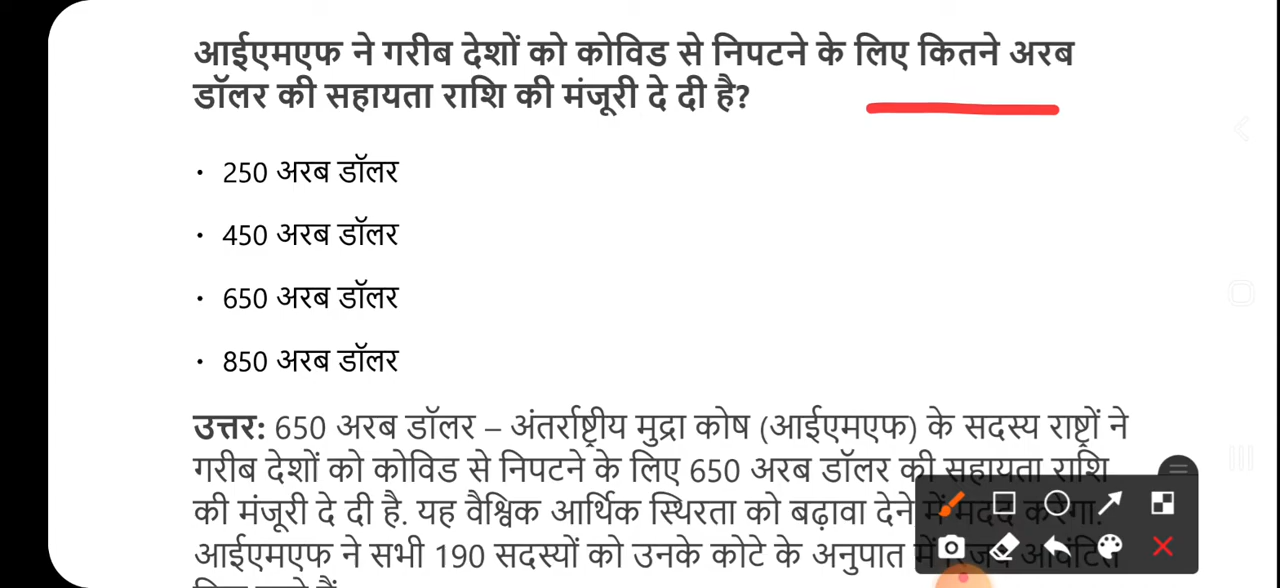 आईएमएफ ने गरीब देशों को कोविड से निपटने के लिए कितने अरब
डॉलर की सहायता राशि की मंजूरी दे दी है?
• 250 अरब डॉलर
• 450 अरब डॉलर
• 650 अरब डॉलर
• 850 अरब डॉलर
उत्तर: 650 अरब डॉलर – अंतर्राष्ट्रीय मुद्रा कोष (आईएमएफ) के सदस्य राष्ट्रों ने
गरीब देशों को कोविड से निपटने के लिए 650 अरब डॉलर की सहायता राशि
की मंजूरी दे दी है. यह वैश्विक आर्थिक स्थिरता को बढ़ावा देने में मदद करेगा.
आईएमएफ ने सभी 190 सदस्यों को उनके कोटे के अनुपात में